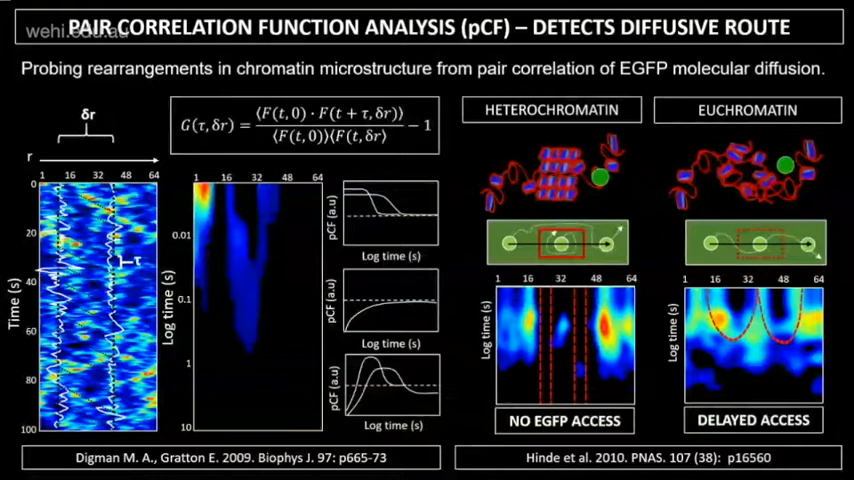 PAIR CORRELATION FUNCTION ANALYSIS (pCF) – DETECTS DIFFUSIVE ROUTE
wehi.edu.au
Probing rearrangements in chromatin microstructure from pair correlation of EGFP molecular diffusion.
δr
r
1 16 32 48 64
0
20
40
60
80
100
Time (s)
τ
G(τ, δr) = ⟨F(t, 0) · F(t + τ, δr)⟩ / ⟨F(t, 0)⟩⟨F(t, δr⟩ − 1
1 16 32 48 64
0.01
0.1
1
10
Log time (s)
pCF (a.u)
Log time (s)
pCF (a.u)
Log time (s)
pCF (a.u)
Log time (s)
HETEROCHROMATIN
1 16 32 48 64
Log time (s)
NO EGFP ACCESS
EUCHROMATIN
1 16 32 48 64
Log time (s)
DELAYED ACCESS
Digman M. A., Gratton E. 2009. Biophys J. 97: p665-73
Hinde et al. 2010. PNAS. 107 (38): p16560